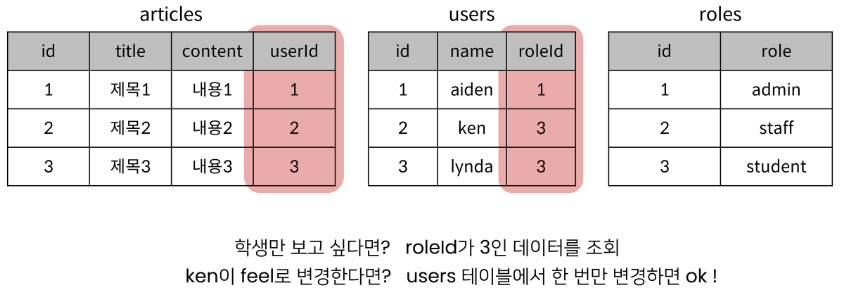 articles users roles
id title content userId id name roleId id role
1 제목1 내용1 1 1 aiden 1 1 admin
2 제목2 내용2 2 2 ken 3 2 staff
3 제목3 내용3 3 3 lynda 3 3 student
학생만 보고 싶다면? roleId가 3인 데이터를 조회
ken이 feel로 변경한다면? users 테이블에서 한 번만 변경하면 ok !